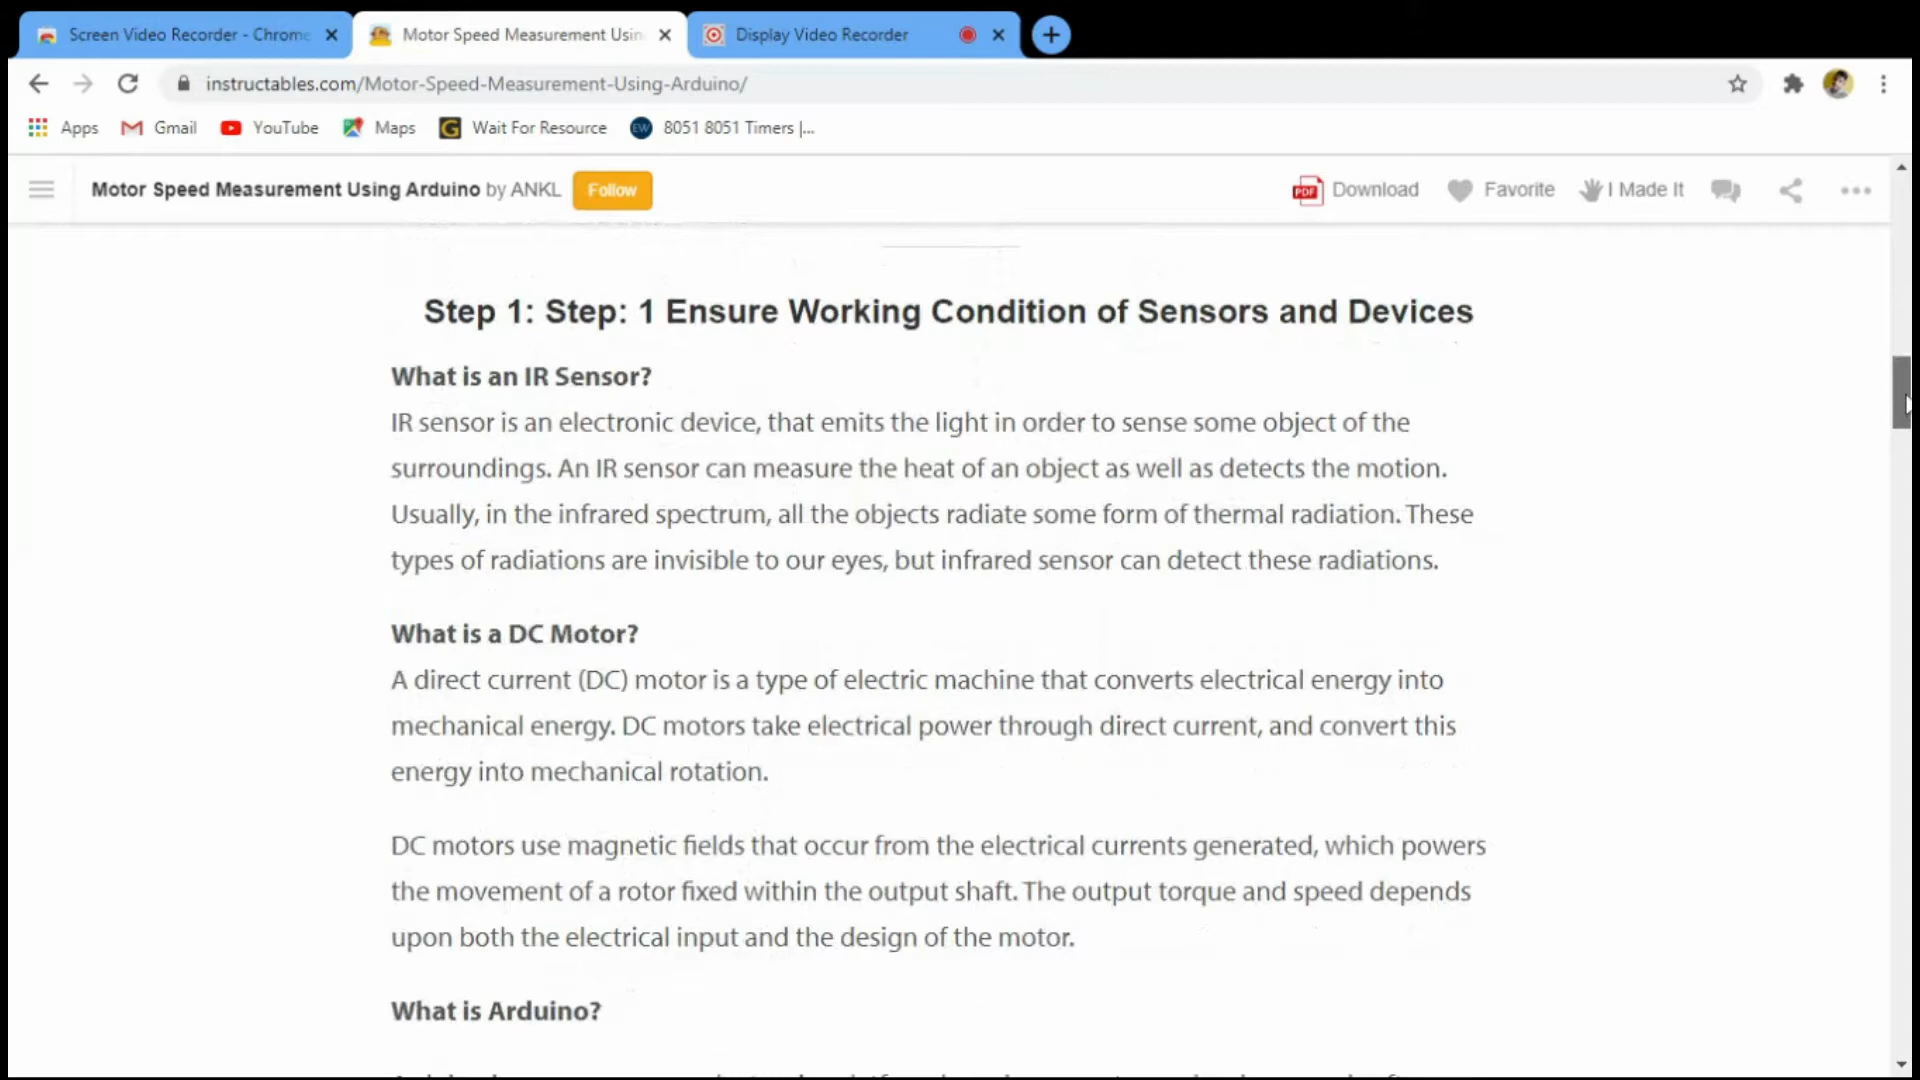 Screen Video Recorder - Chrome
Motor Speed Measurement Usin
Display Video Recorder
instructables.com/Motor-Speed-Measurement-Using-Arduino/
Apps
Gmail
YouTube
Maps
Wait For Resource
8051 8051 Timers |...
Motor Speed Measurement Using Arduino by ANKL
Follow
PDF
Download
Favorite
I Made It
Step 1: Step: 1 Ensure Working Condition of Sensors and Devices
What is an IR Sensor?
IR sensor is an electronic device, that emits the light in order to sense some object of the
surroundings. An IR sensor can measure the heat of an object as well as detects the motion.
Usually, in the infrared spectrum, all the objects radiate some form of thermal radiation. These
types of radiations are invisible to our eyes, but infrared sensor can detect these radiations.
What is a DC Motor?
A direct current (DC) motor is a type of electric machine that converts electrical energy into
mechanical energy. DC motors take electrical power through direct current, and convert this
energy into mechanical rotation.
DC motors use magnetic fields that occur from the electrical currents generated, which powers
the movement of a rotor fixed within the output shaft. The output torque and speed depends
upon both the electrical input and the design of the motor.
What is Arduino?